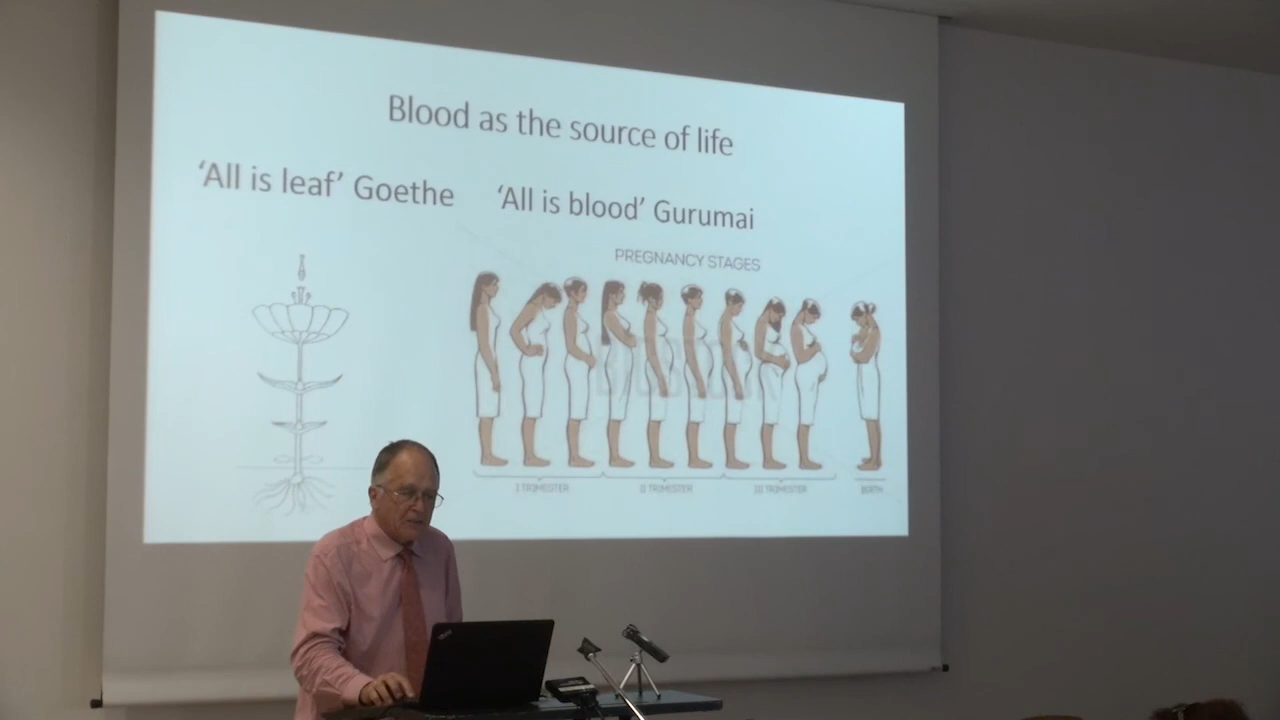 Blood as the source of life
‘All is leaf’ Goethe
‘All is blood’ Gurumai
PREGNANCY STAGES
I TRIMESTER
II TRIMESTER
III TRIMESTER
BIRTH